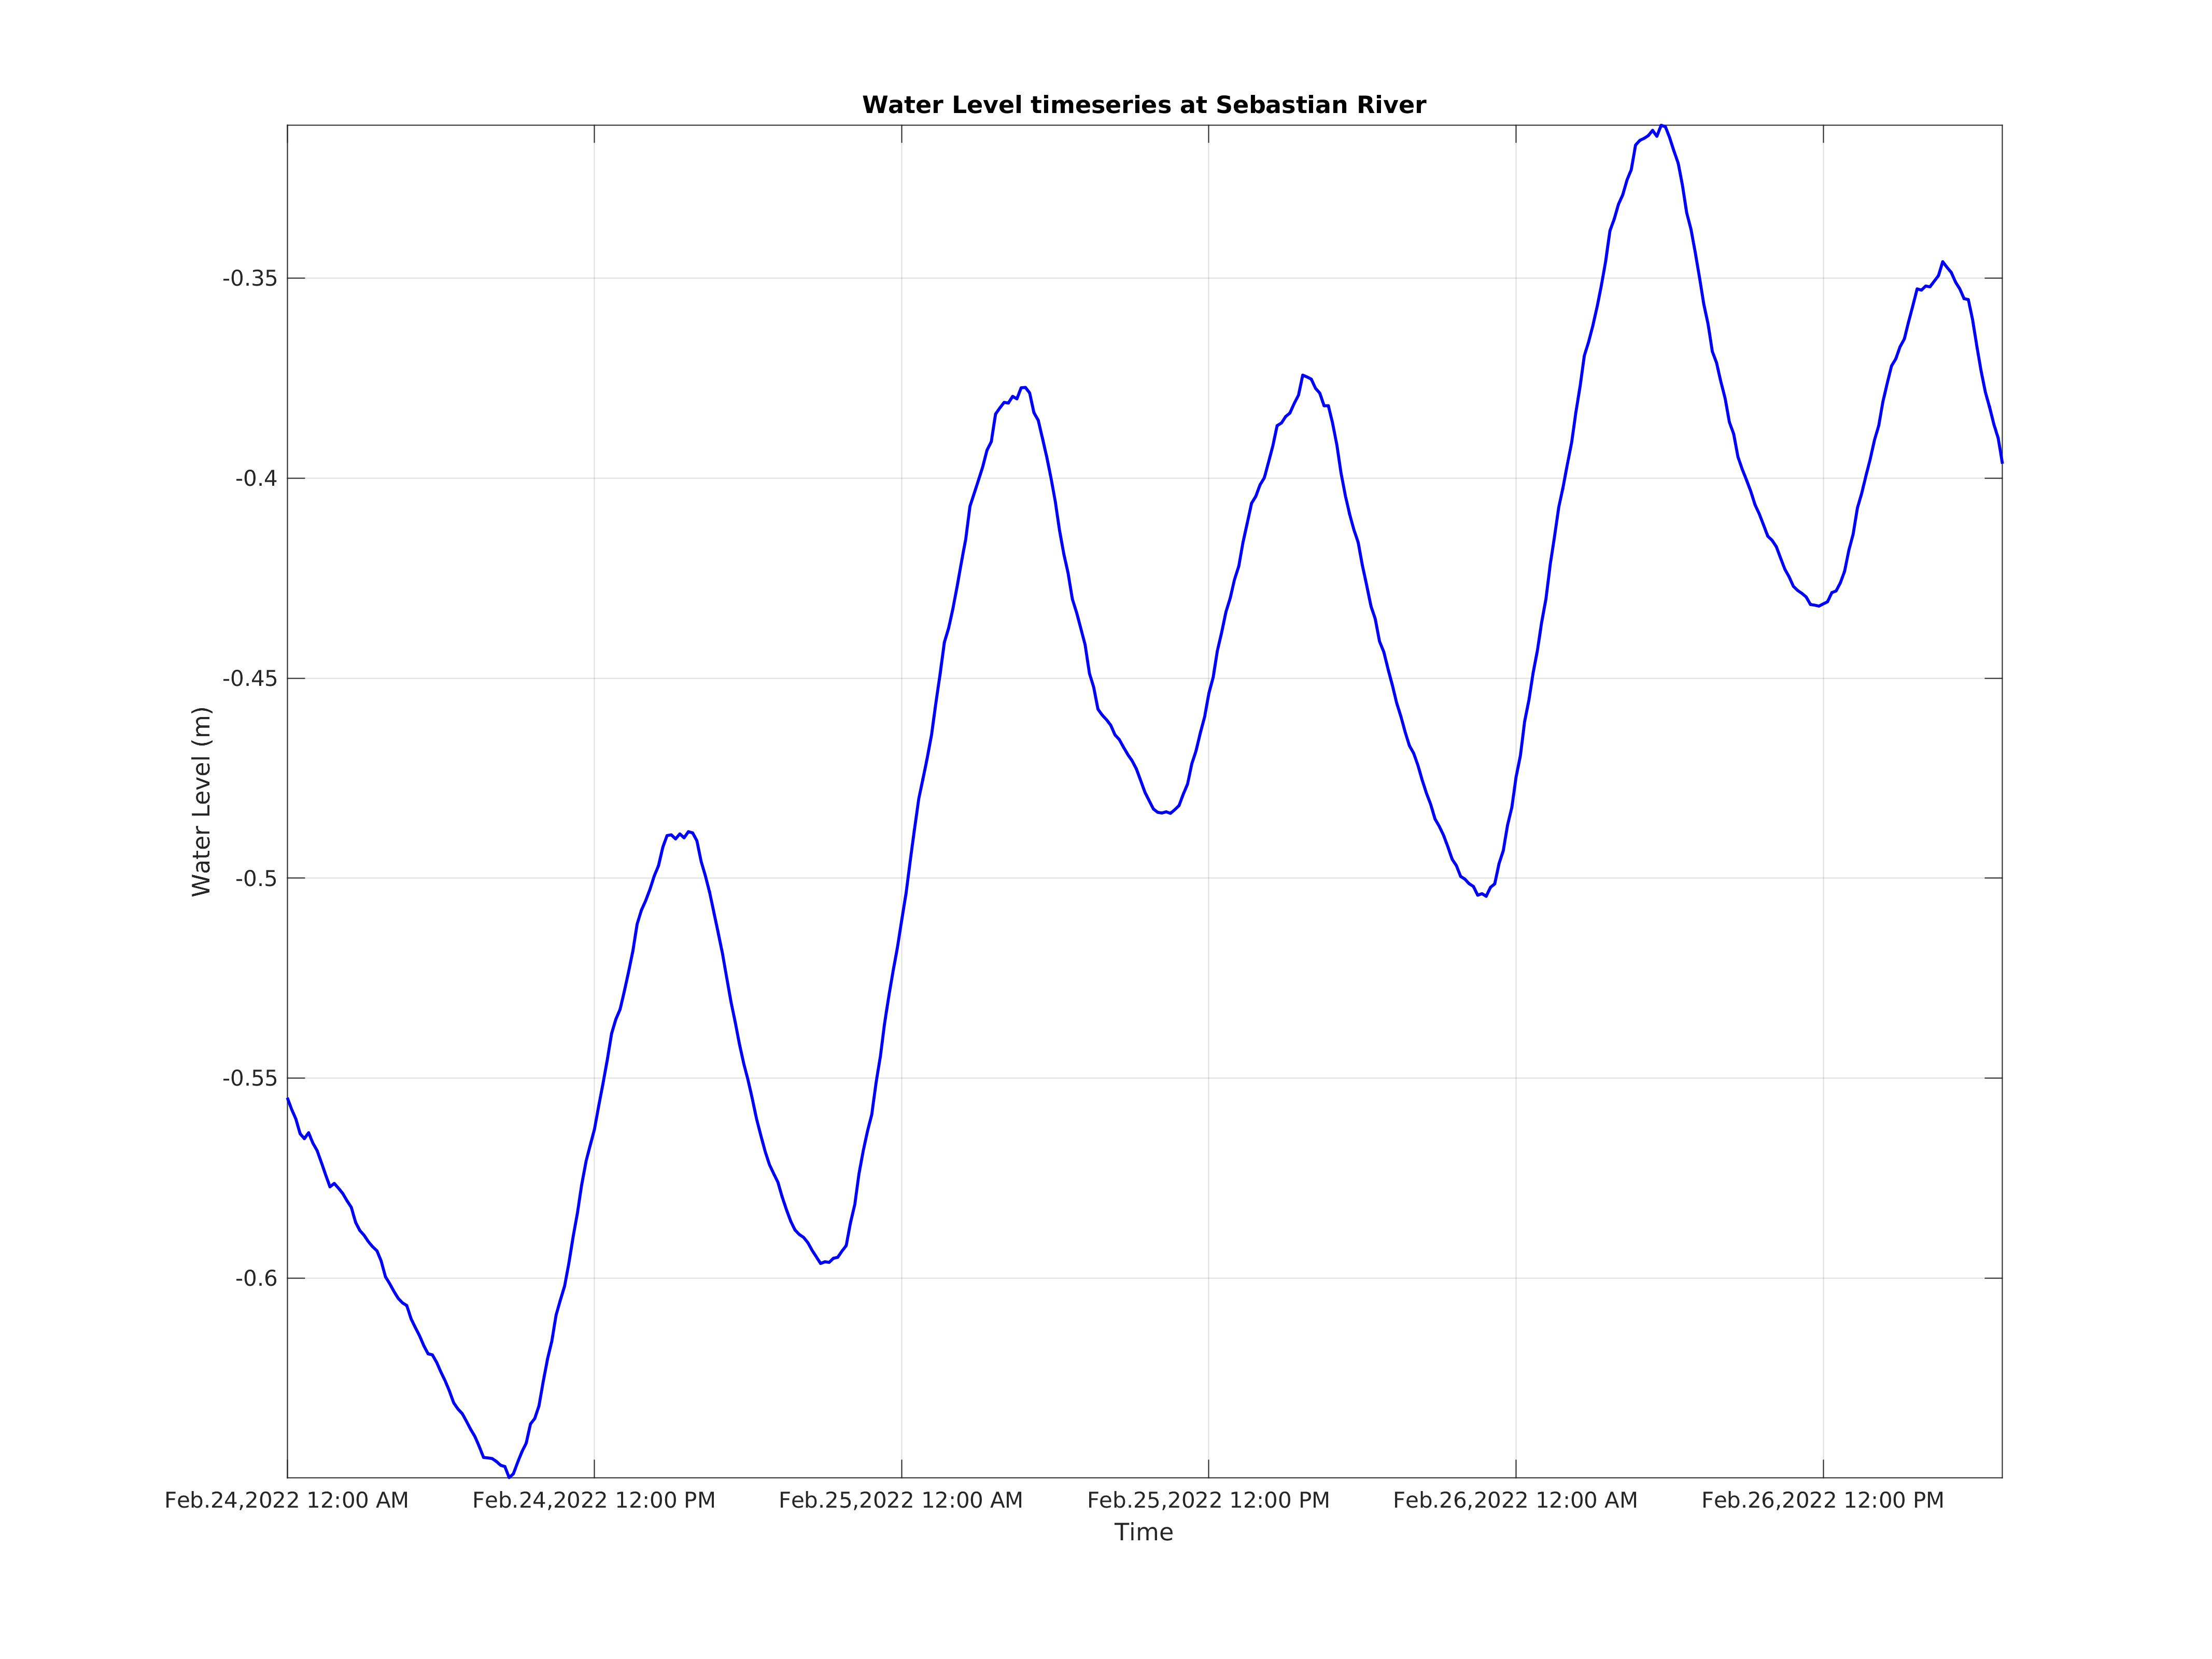 Water Level timeseries at Sebastian River
-0.35
-0.4
-0.45
-0.5
-0.55
-0.6
Water Level (m)
Feb.24,2022 12:00 AM
Feb.24,2022 12:00 PM
Feb.25,2022 12:00 AM
Feb.25,2022 12:00 PM
Feb.26,2022 12:00 AM
Feb.26,2022 12:00 PM
Time